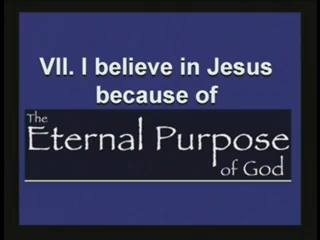 VII. I believe in Jesus
because of
The
Eternal Purpose
of God